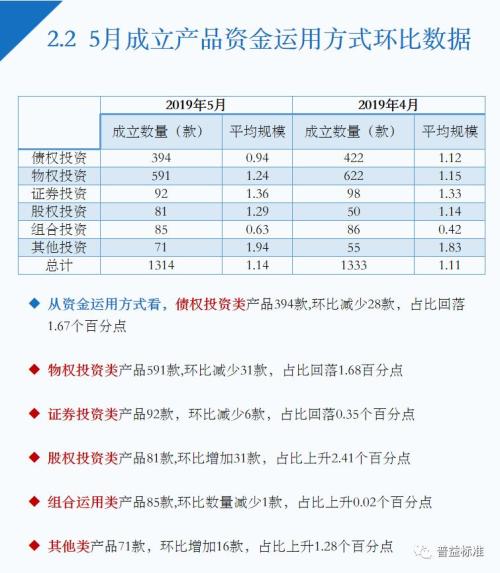 2.2 5月成立产品资金运用方式环比数据
2019年5月 2019年4月
成立数量（款） 平均规模 成立数量（款） 平均规模
债权投资 394 0.94 422 1.12
物权投资 591 1.24 622 1.15
证券投资 92 1.36 98 1.33
股权投资 81 1.29 50 1.14
组合投资 85 0.63 86 0.42
其他投资 71 1.94 55 1.83
总计 1314 1.14 1333 1.11
◆ 从资金运用方式看，债权投资类产品394款,环比减少28款，占比回落
1.67个百分点
◆ 物权投资类产品591款,环比减少31款，占比回落1.68百分点
◆ 证券投资类产品92款，环比减少6款，占比回落0.35个百分点
◆ 股权投资类产品81款,环比增加31款，占比上升2.41个百分点
◆ 组合运用类产品85款,环比数量减少1款，占比上升0.02个百分点
◆ 其他类产品71款，环比增加16款，占比上升1.28个百分点
普益标准